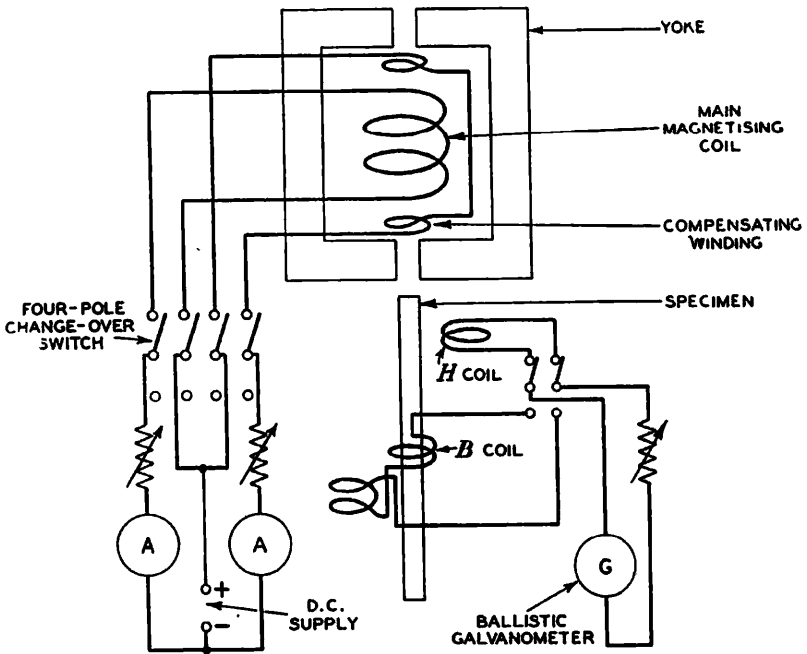 YOKE
MAIN
MAGNETISING
COIL
COMPENSATING
WINDING
FOUR-POLE
CHANGE-OVER
SWITCH
SPECIMEN
H COIL
B COIL
A
A
G
+
−
D.C.
SUPPLY
BALLISTIC
GALVANOMETER